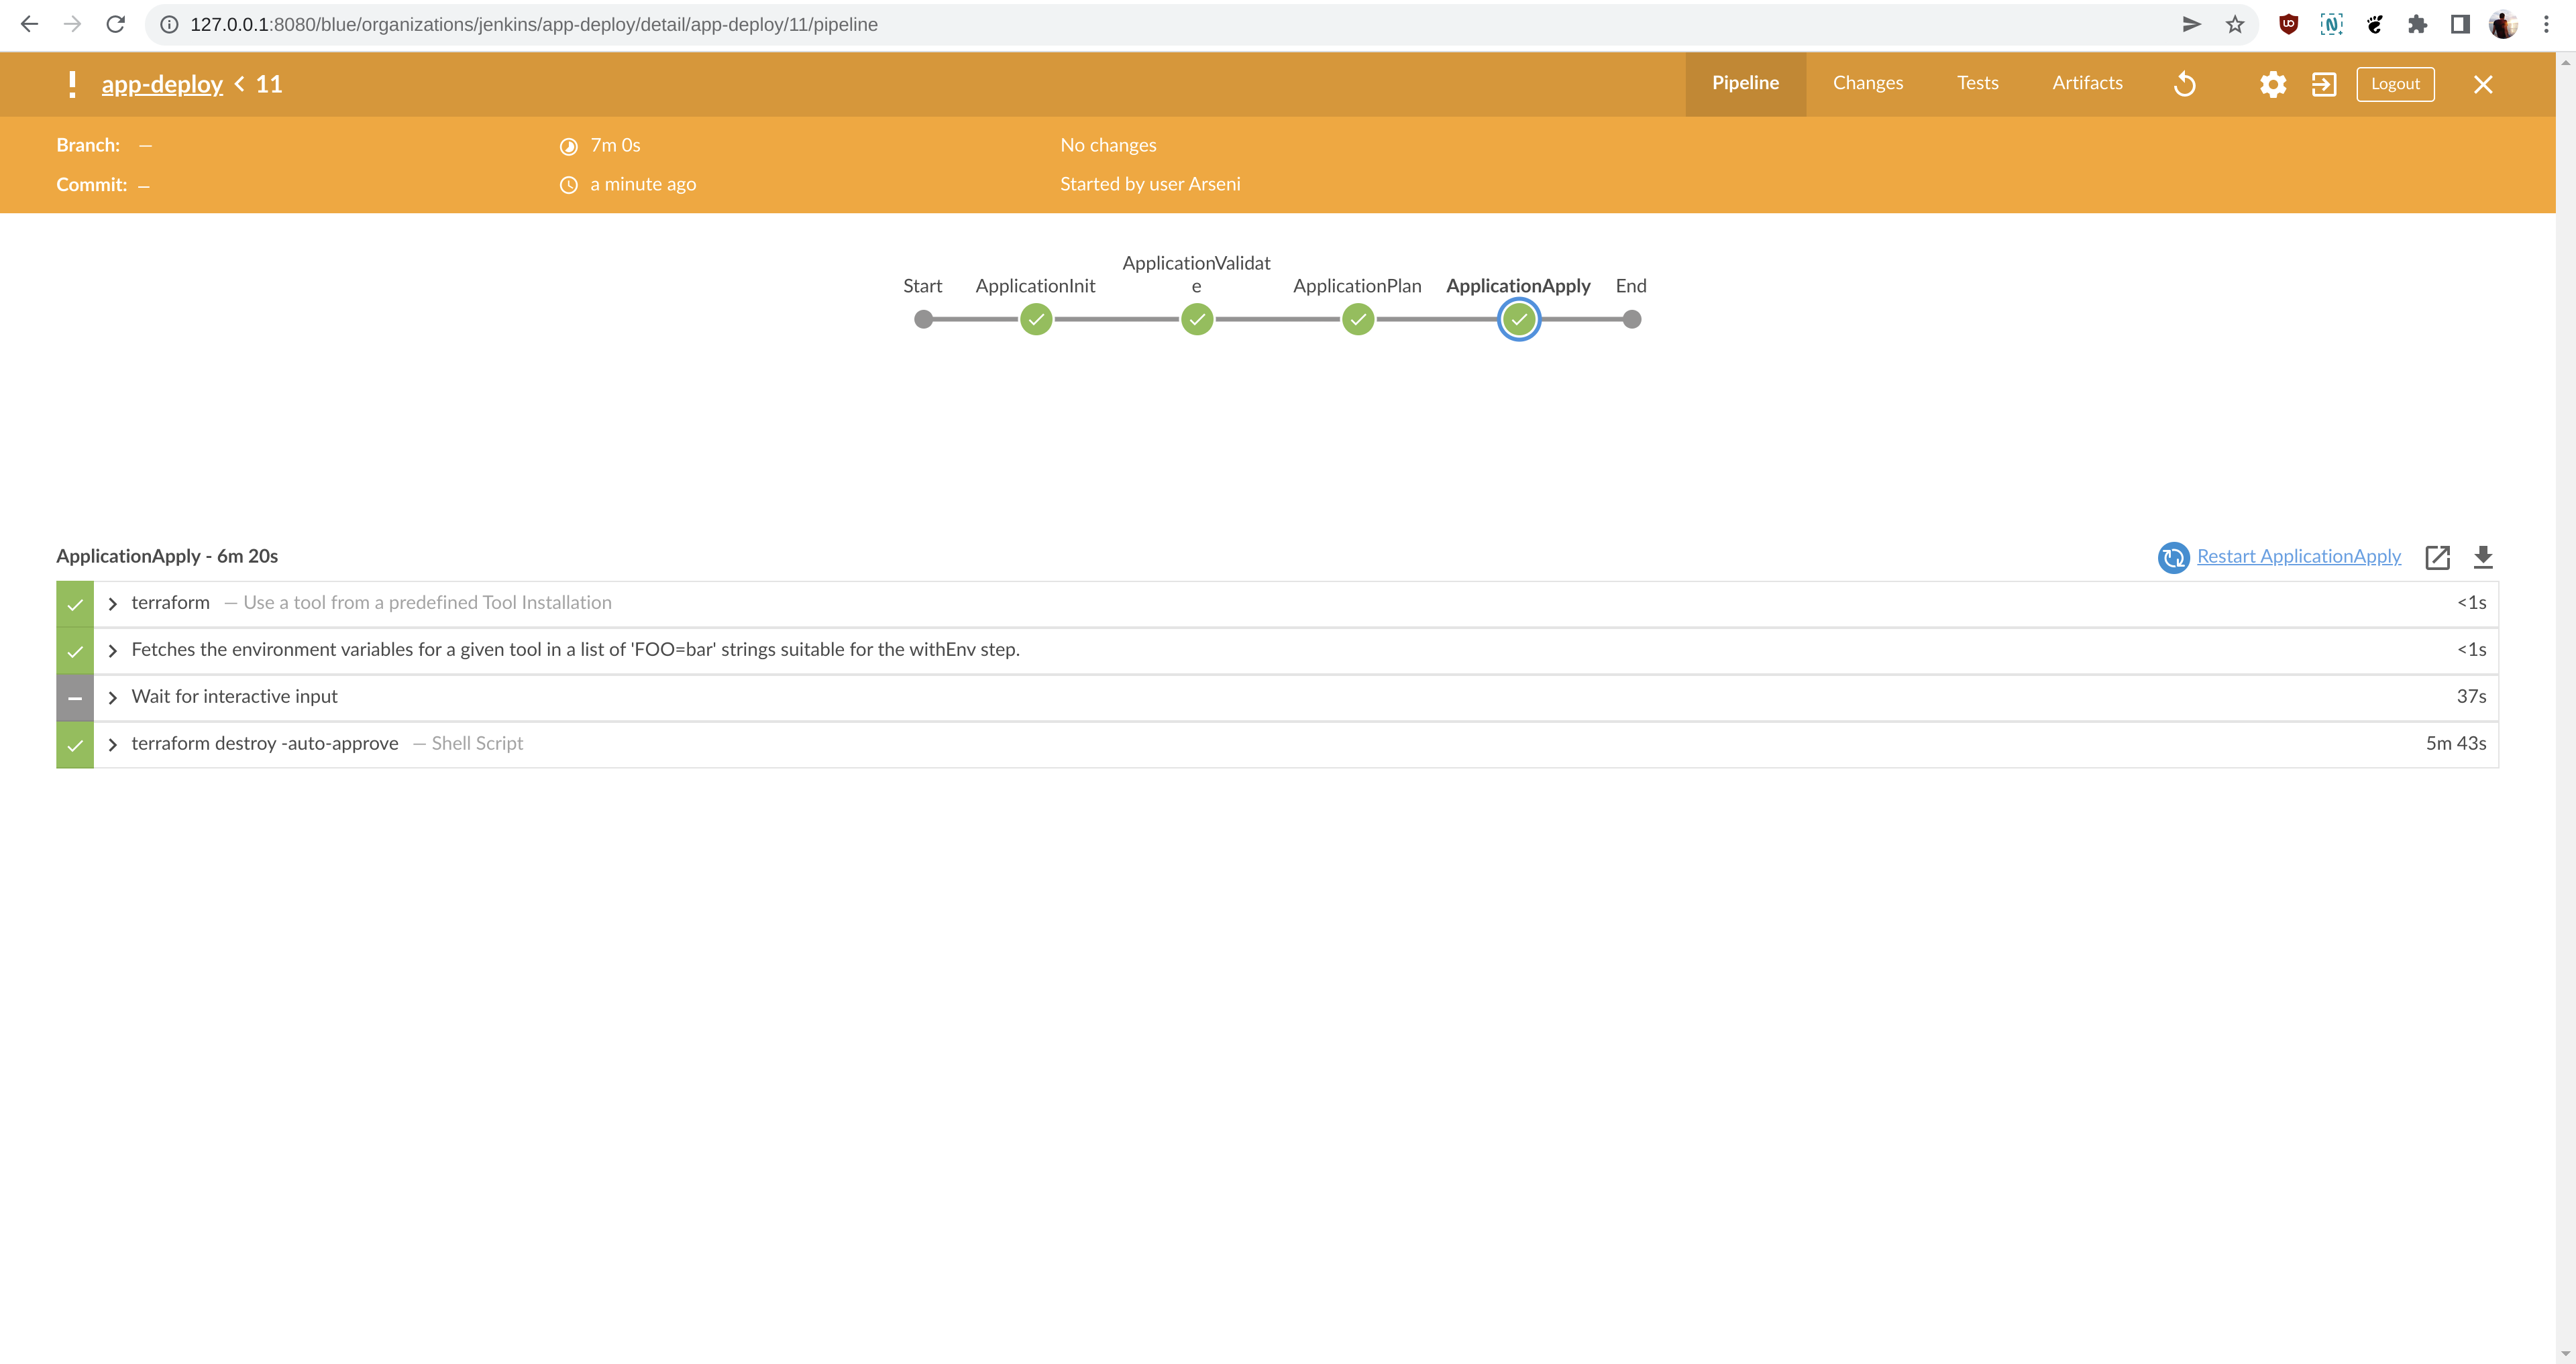 127.0.0.1:8080/blue/organizations/jenkins/app-deploy/detail/app-deploy/11/pipeline
app-deploy < 11
Pipeline Changes Tests Artifacts Logout
Branch: — 7m 0s No changes
Commit: — a minute ago Started by user Arseni
Start ApplicationInit ApplicationValidat
e ApplicationPlan ApplicationApply End
ApplicationApply - 6m 20s Restart ApplicationApply
terraform — Use a tool from a predefined Tool Installation <1s
Fetches the environment variables for a given tool in a list of 'FOO=bar' strings suitable for the withEnv step. <1s
Wait for interactive input 37s
terraform destroy -auto-approve — Shell Script 5m 43s